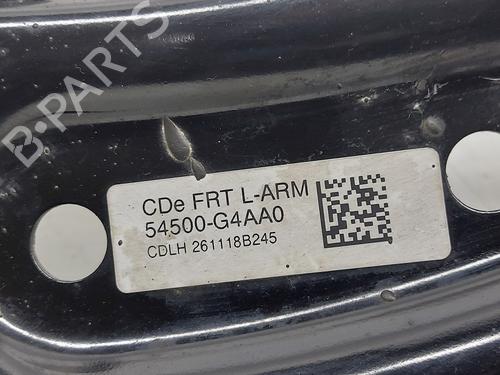 B-PARTS
CDe FRT L-ARM
54500-G4AA0
CDLH 261118B245